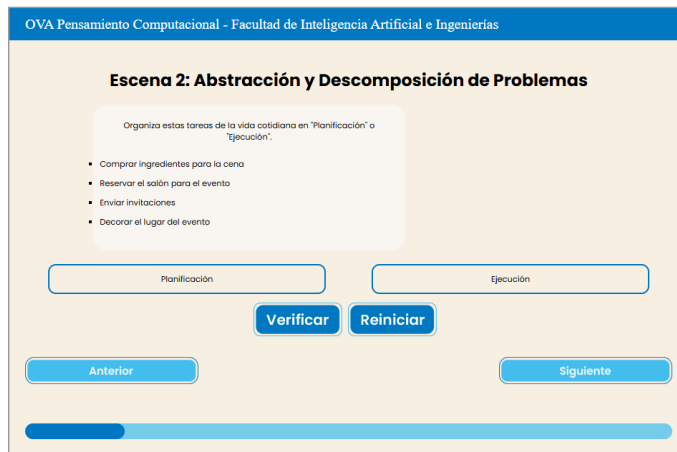 OVA Pensamiento Computacional - Facultad de Inteligencia Artificial e Ingenierías
Escena 2: Abstracción y Descomposición de Problemas
Organiza estas tareas de la vida cotidiana en "Planificación" o
"Ejecución".
Comprar ingredientes para la cena
Reservar el salón para el evento
Enviar invitaciones
Decorar el lugar del evento
Planificación
Ejecución
Verificar
Reiniciar
Anterior
Siguiente